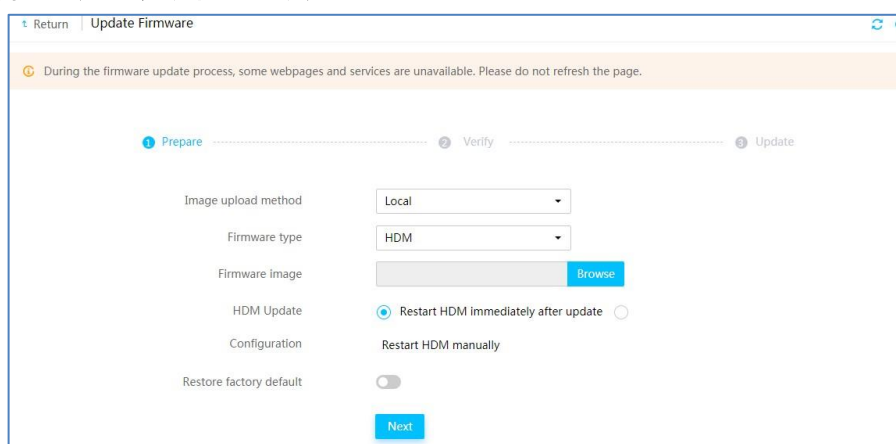 Return Update Firmware
During the firmware update process, some webpages and services are unavailable. Please do not refresh the page.
1 Prepare 2 Verify 3 Update
Image upload method Local
Firmware type HDM
Firmware image Browse
HDM Update Restart HDM immediately after update
Configuration Restart HDM manually
Restore factory default
Next